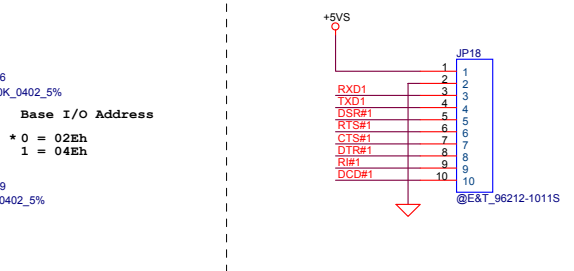 6
0K_0402_5%
Base I/O Address
* 0 = 02Eh
1 = 04Eh
9
0402_5%
+5VS
JP18
1 1
2 2
RXD1 3 3
TXD1 4 4
DSR#1 5 5
RTS#1 6 6
CTS#1 7 7
DTR#1 8 8
RI#1 9 9
DCD#1 10 10
@E&T_96212-1011S